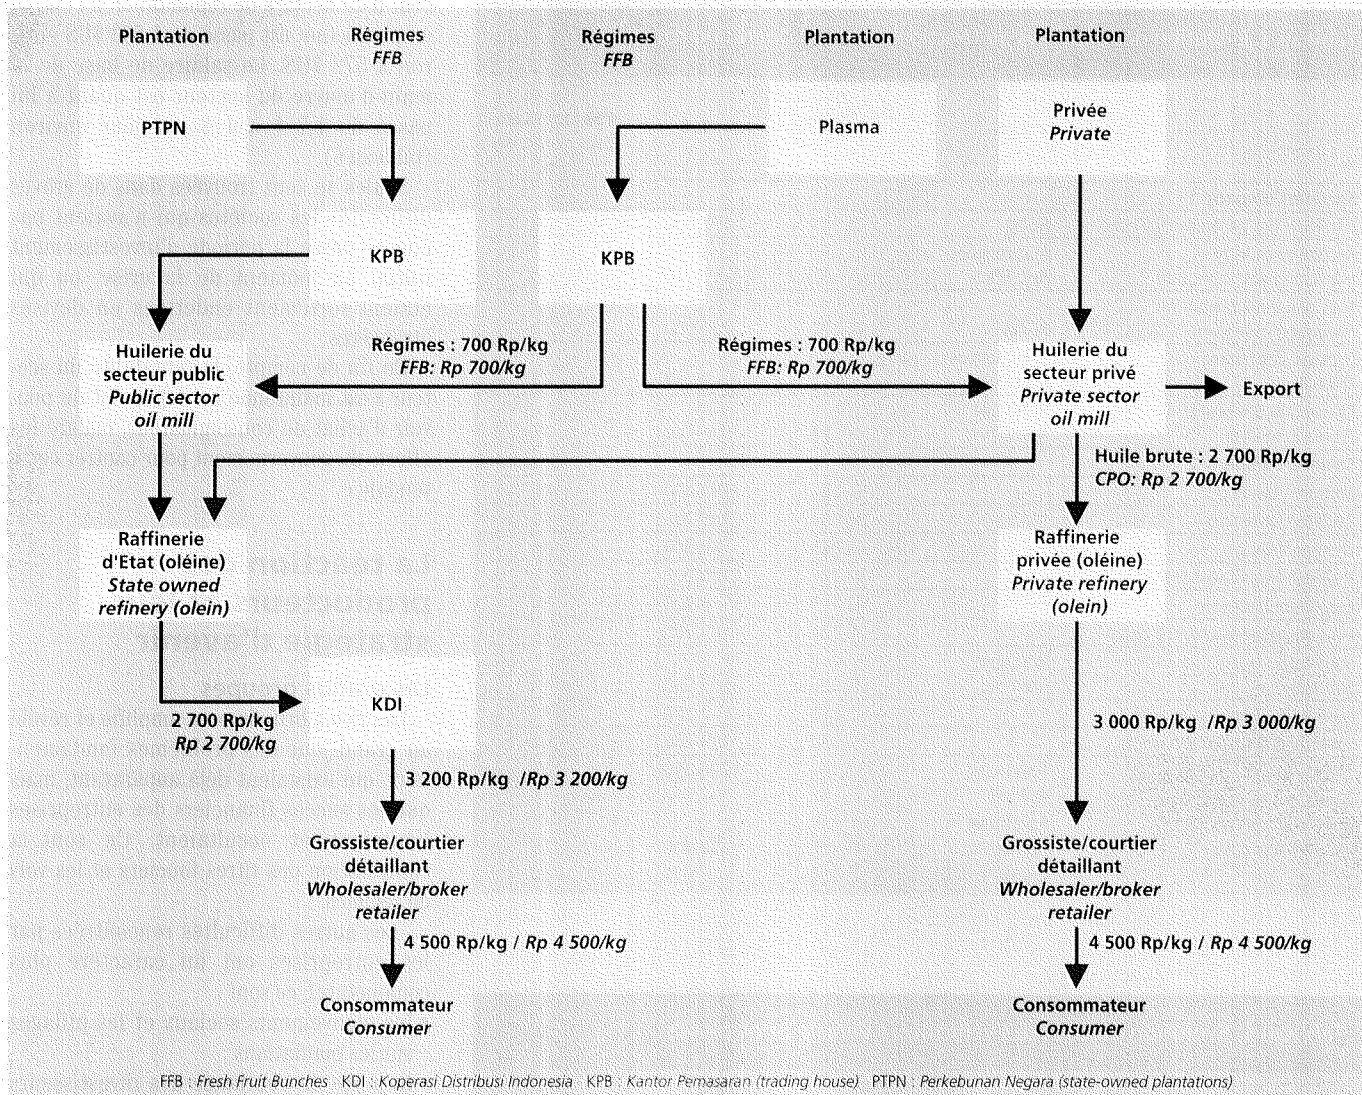 Plantation
Régimes
FFB
Régimes
FFB
Plantation
Plantation
PTPN
Plasma
Privée
Private
KPB
KPB
Huilerie du
secteur public
Public sector
oil mill
Régimes : 700 Rp/kg
FFB: Rp 700/kg
Régimes : 700 Rp/kg
FFB: Rp 700/kg
Huilerie du
secteur privé
Private sector
oil mill
Export
Huile brute : 2 700 Rp/kg
CPO: Rp 2 700/kg
Raffinerie
d'Etat (oléine)
State owned
refinery (olein)
Raffinerie
privée (oléine)
Private refinery
(olein)
2 700 Rp/kg
Rp 2 700/kg
KDI
3 200 Rp/kg /Rp 3 200/kg
3 000 Rp/kg /Rp 3 000/kg
Grossiste/courtier
détaillant
Wholesaler/broker
retailer
Grossiste/courtier
détaillant
Wholesaler/broker
retailer
4 500 Rp/kg / Rp 4 500/kg
4 500 Rp/kg / Rp 4 500/kg
Consommateur
Consumer
Consommateur
Consumer
FFB : Fresh Fruit Bunches KDI : Koperasi Distribusi Indonesia KPB : Kantor Pemasaran (trading house) PTPN : Perkebunan Negara (state-owned plantations)